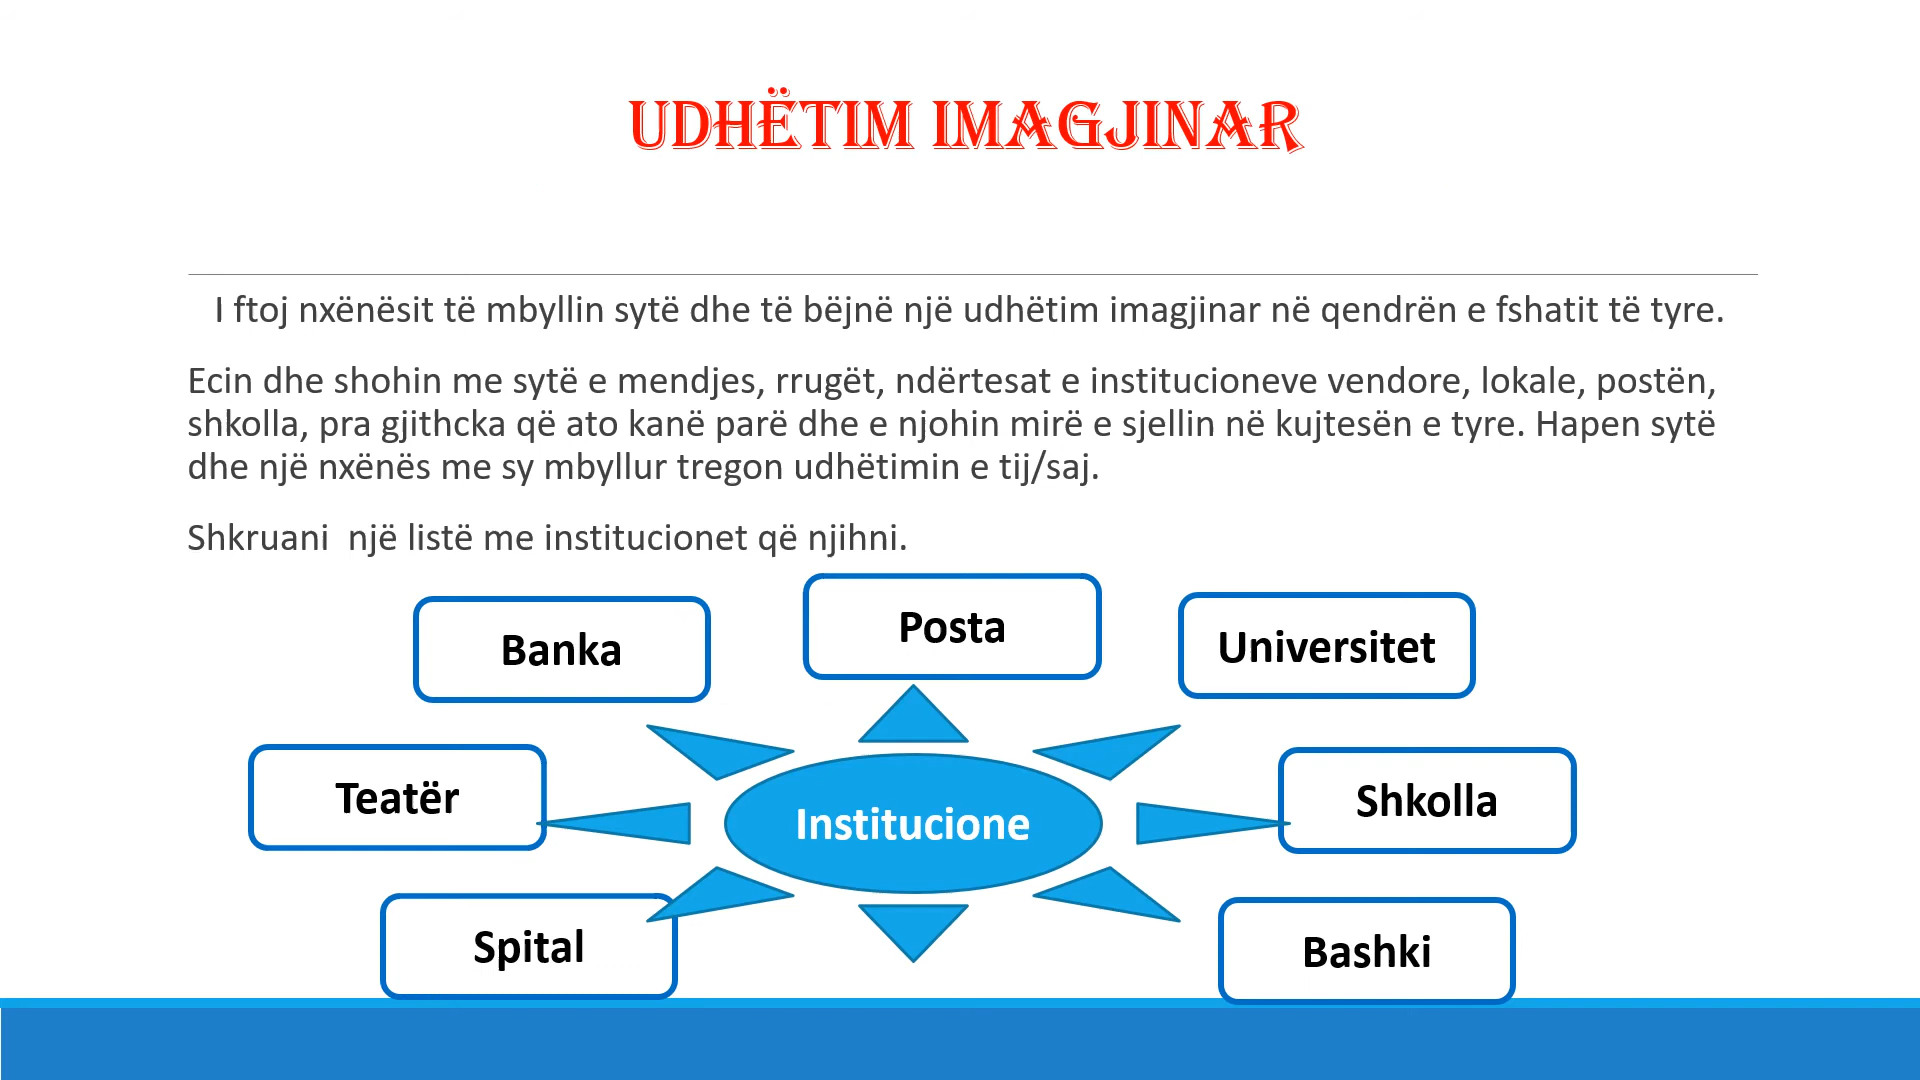 UDHËTIM IMAGJINAR
I ftoj nxënësit të mbyllin sytë dhe të bëjnë një udhëtim imagjinar në qendrën e fshatit të tyre.
Ecin dhe shohin me sytë e mendjes, rrugët, ndërtesat e institucioneve vendore, lokale, postën,
shkolla, pra gjithcka që ato kanë parë dhe e njohin mirë e sjellin në kujtesën e tyre. Hapen sytë
dhe një nxënës me sy mbyllur tregon udhëtimin e tij/saj.
Shkruani  një listë me institucionet që njihni.
Banka
Posta
Universitet
Teatër
Institucione
Shkolla
Spital
Bashki